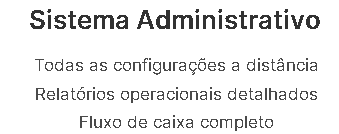 Sistema Administrativo
Todas as configurações a distância
Relatórios operacionais detalhados
Fluxo de caixa completo